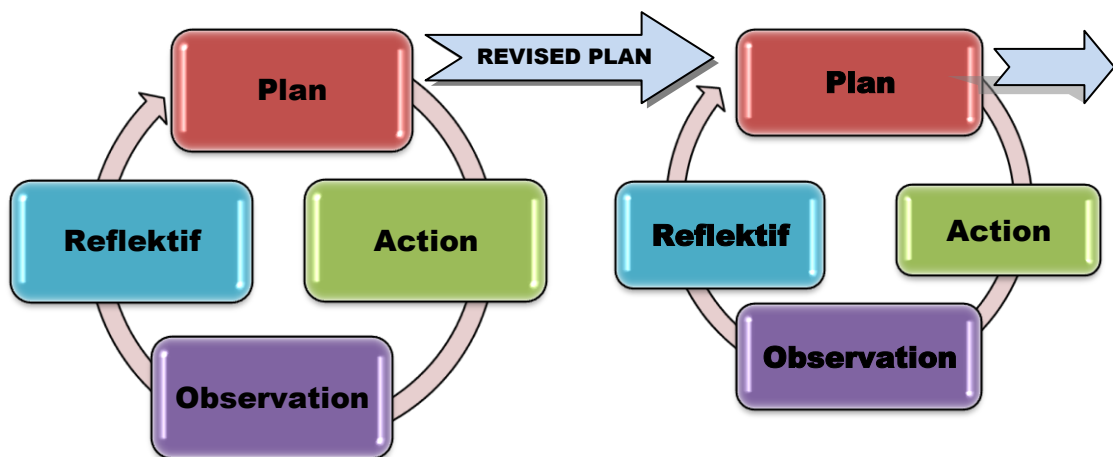 Plan
REVISED PLAN
Plan
Reflektif
Action
Reflektif
Action
Observation
Observation